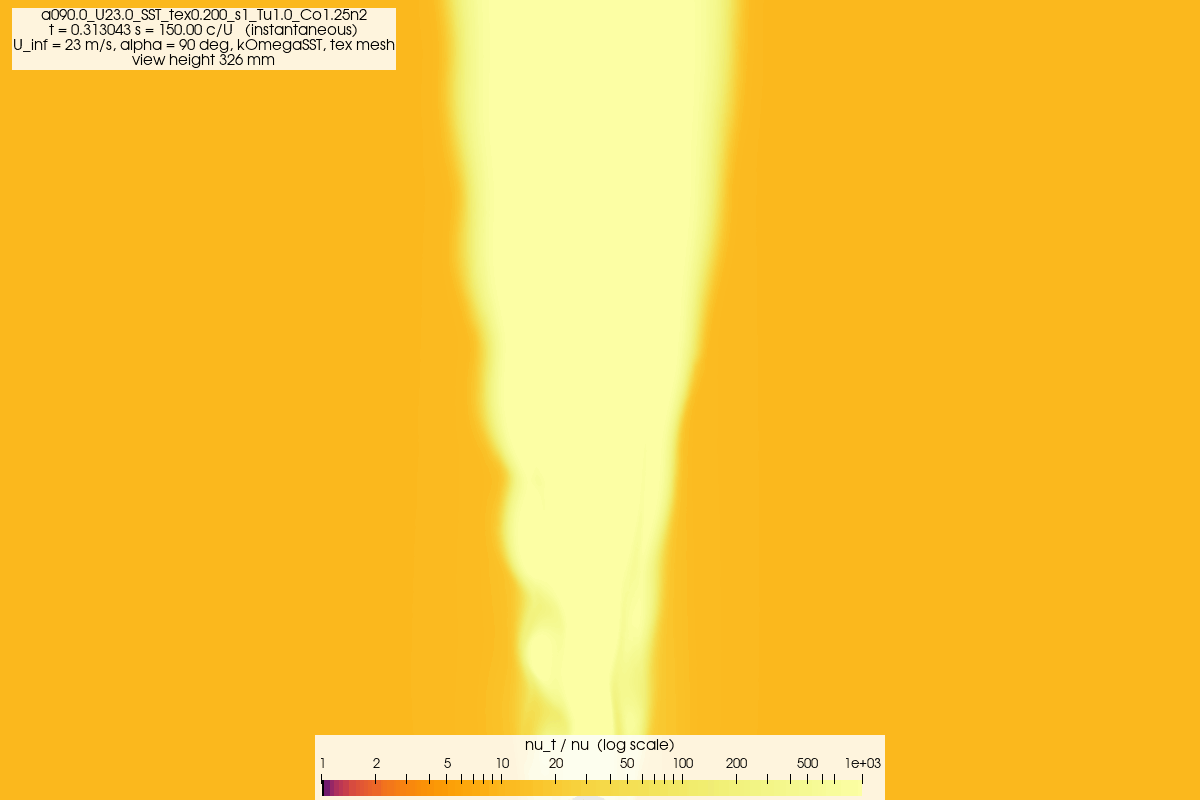 a090.0_U23.0_SST_tex0.200_s1_Tu1.0_Co1.25n2
t = 0.313043 s = 150.00 c/U (instantaneous)
U_inf = 23 m/s, alpha = 90 deg, kOmegaSST, tex mesh
view height 326 mm
nu_t / nu (log scale)
1 2 5 10 20 50 100 200 500 1e+03